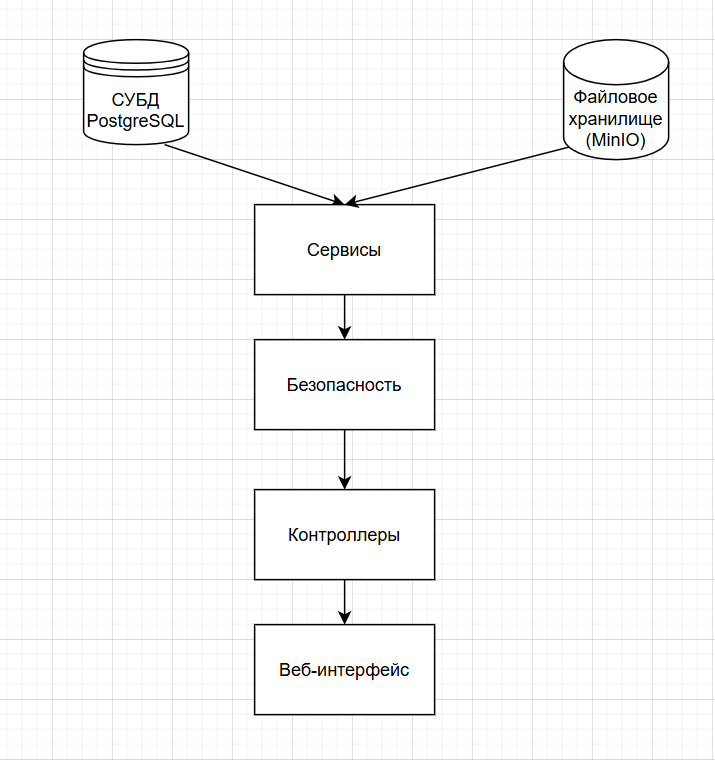 СУБД
PostgreSQL
Файловое
хранилище
(MinIO)
Сервисы
Безопасность
Контроллеры
Веб-интерфейс